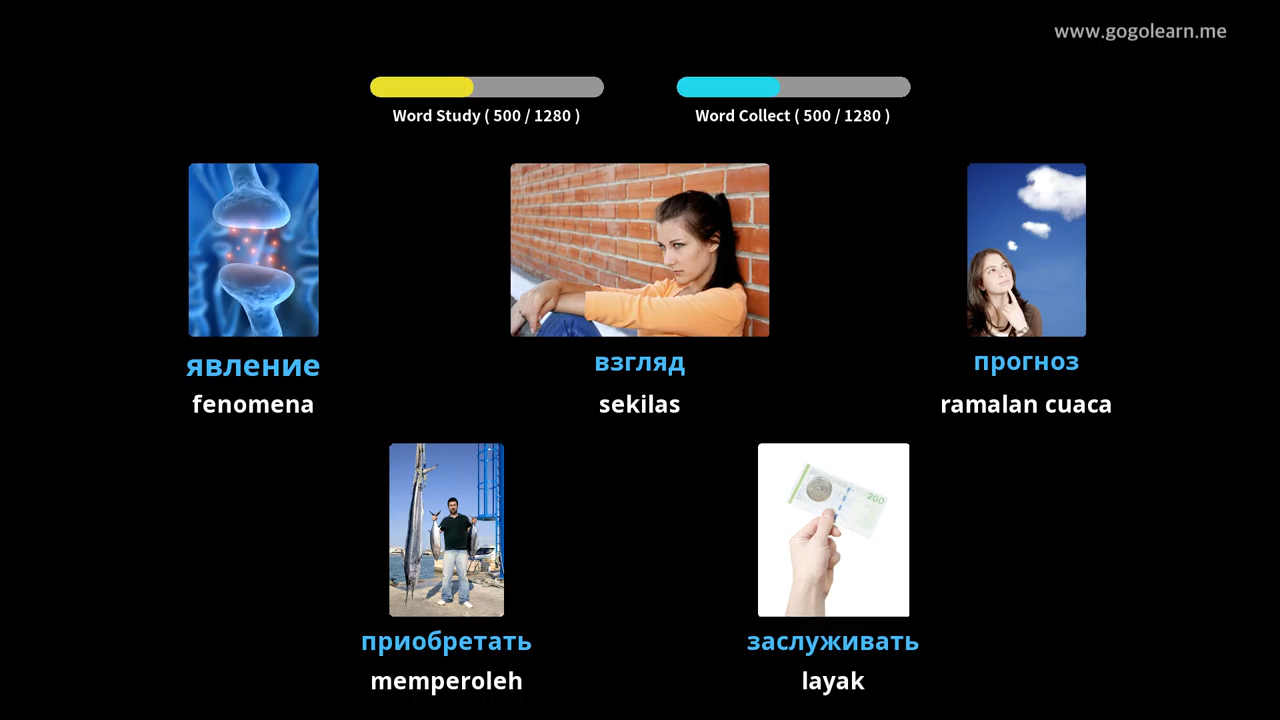 www.gogolearn.me
Word Study ( 500 / 1280 )
Word Collect ( 500 / 1280 )
явление
fenomena
взгляд
sekilas
прогноз
ramalan cuaca
200
приобретать
memperoleh
заслуживать
layak